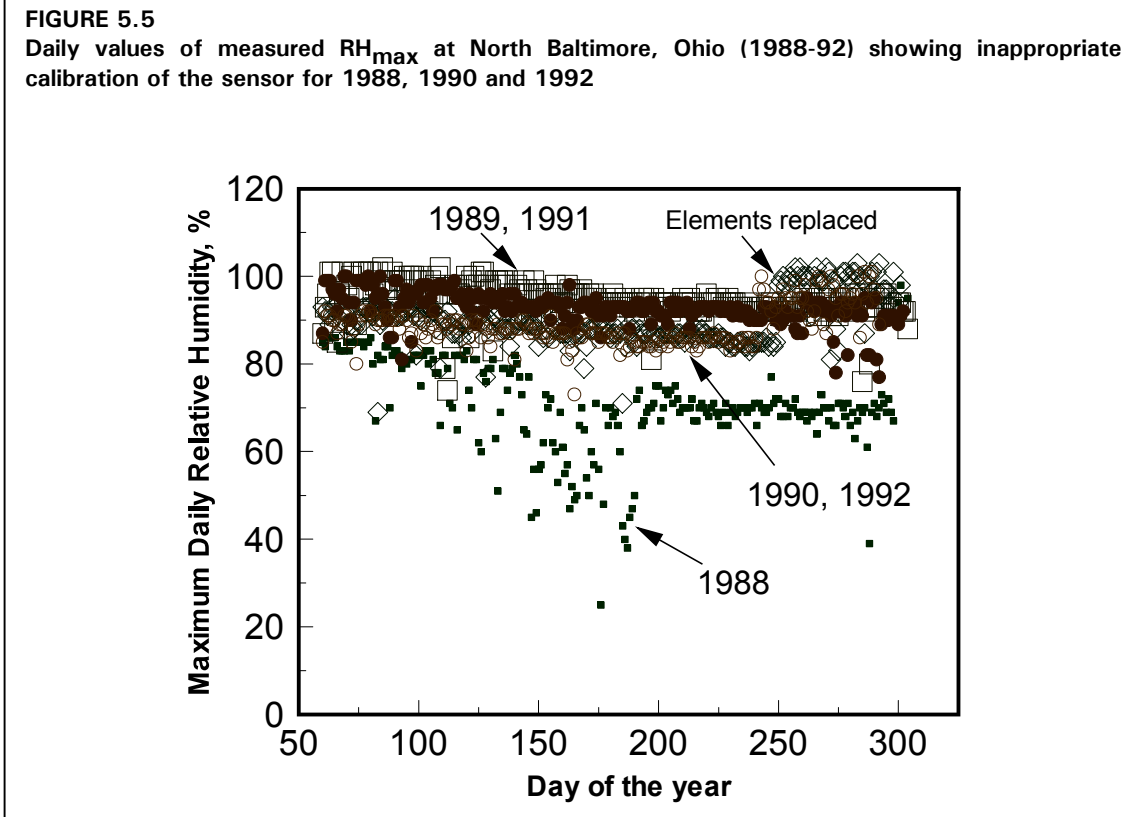 FIGURE 5.5
Daily values of measured RHmax at North Baltimore, Ohio (1988-92) showing inappropriate
calibration of the sensor for 1988, 1990 and 1992
120
100
80
60
40
20
0
Maximum Daily Relative Humidity, %
1989, 1991
Elements replaced
1990, 1992
1988
50 100 150 200 250 300
Day of the year